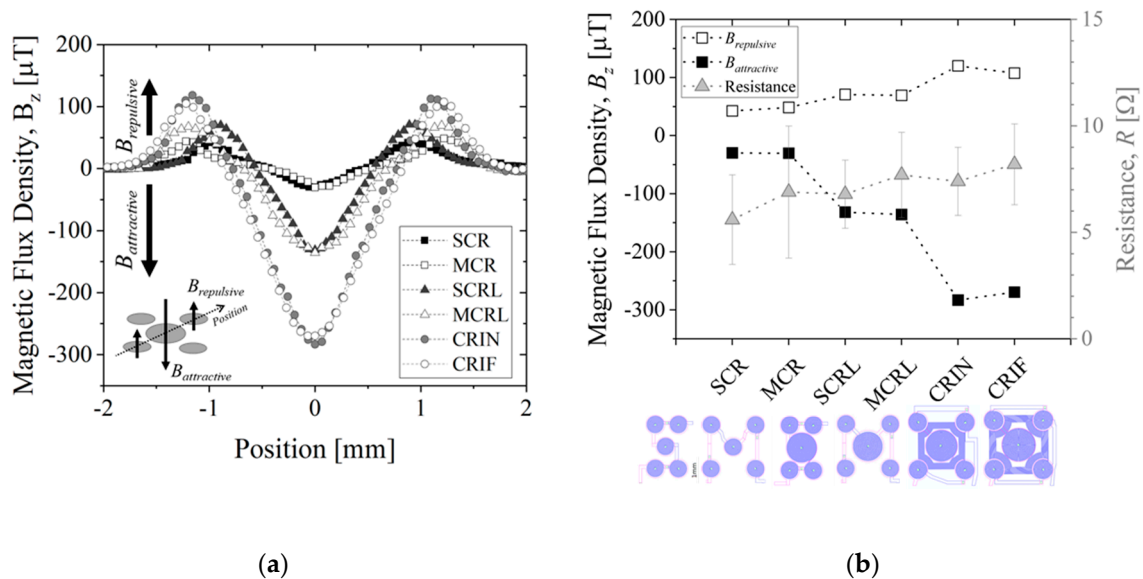 (a)
Magnetic Flux Density, Bz [µT]
200
100
0
-100
-200
-300
Brepulsive
Battractive
SCR
MCR
SCRL
MCRL
CRIN
CRIF
Brepulsive
Position
Battractive
-2
-1
0
1
2
Position [mm]
(a)
(b)
Magnetic Flux Density, Bz [µT]
200
100
0
-100
-200
-300
Brepulsive
Battractive
Resistance
15
10
5
0
Resistance, R [Ω]
SCR
MCR
SCRL
MCRL
CRIN
CRIF
1mm
(b)